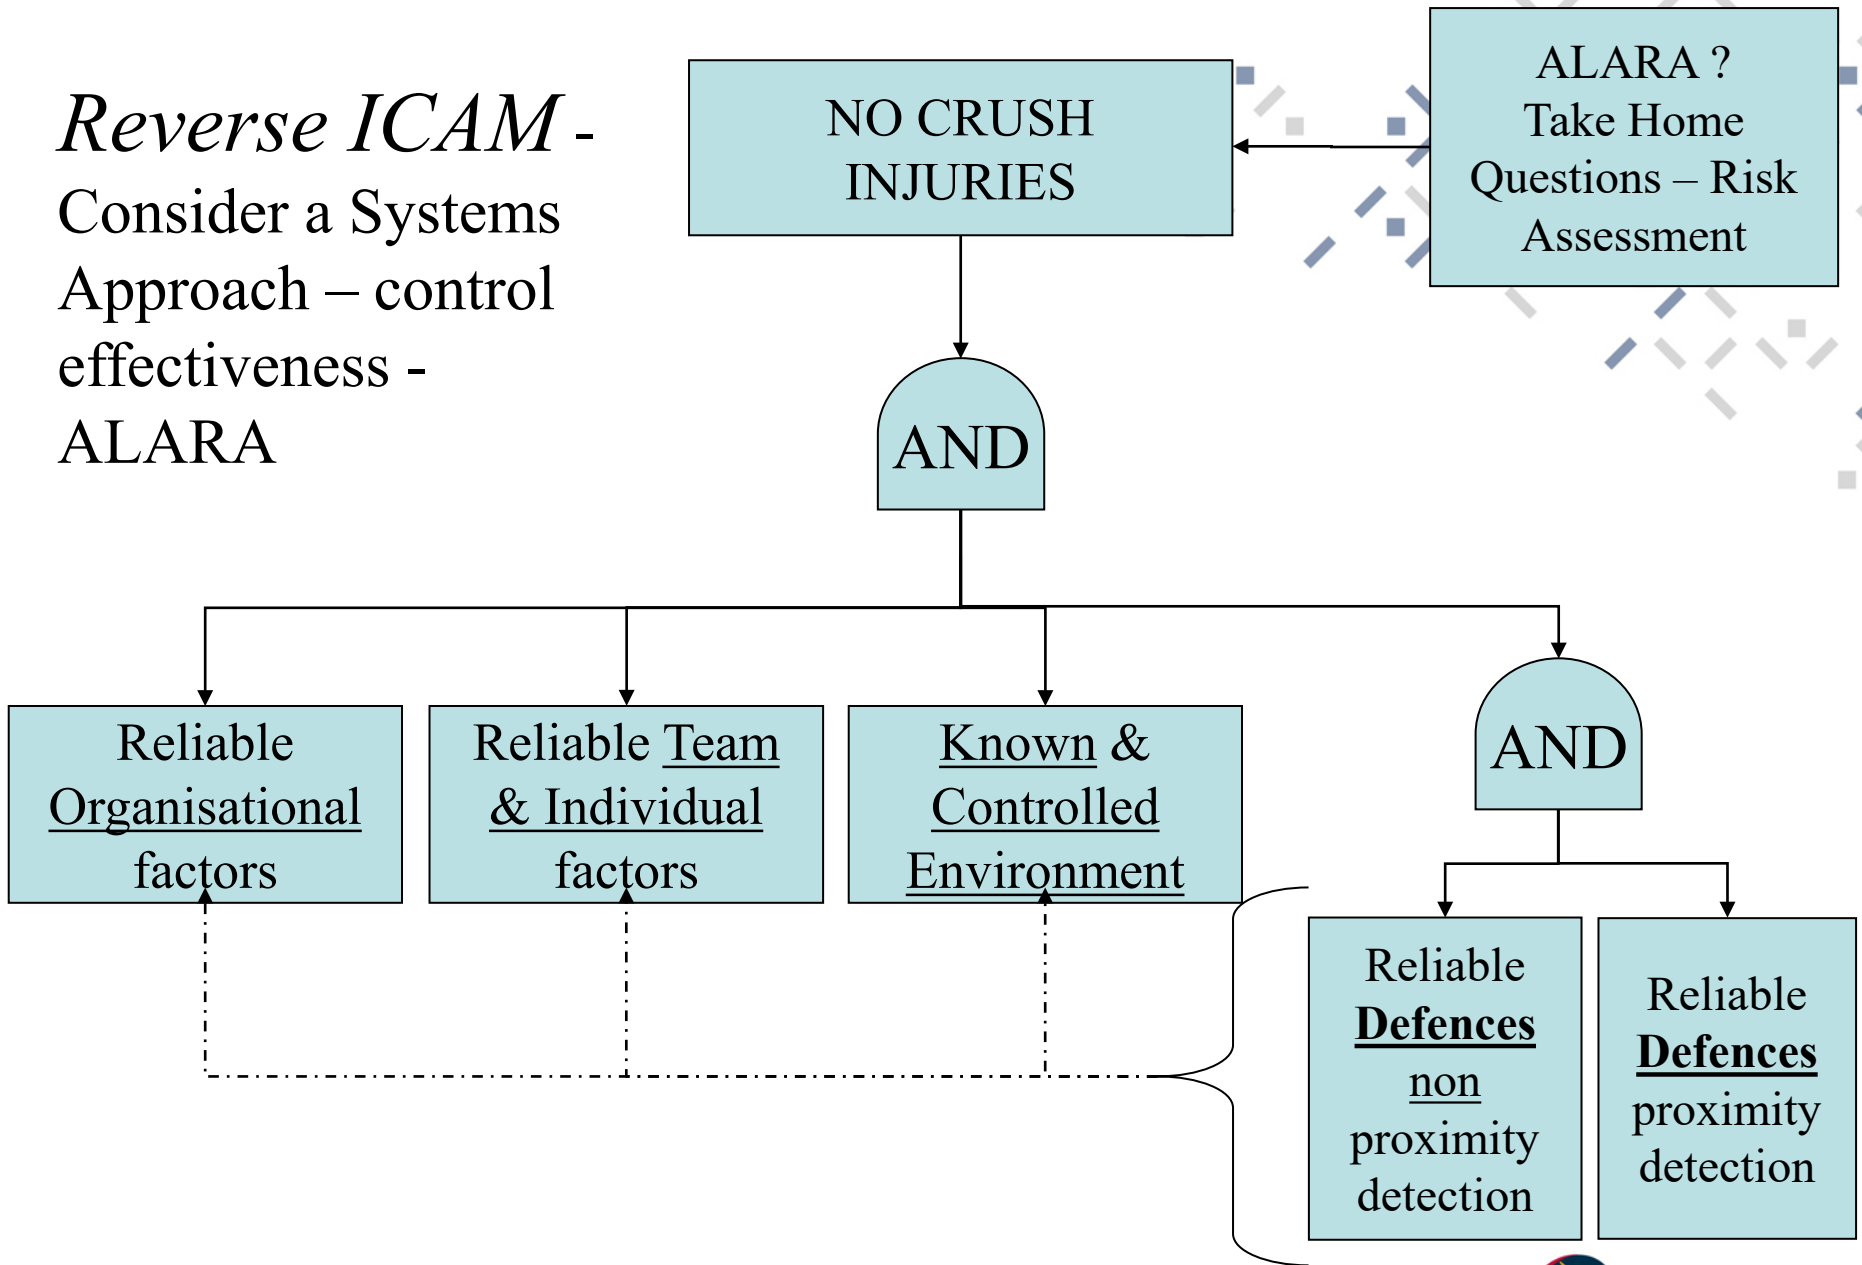 Reverse ICAM -
Consider a Systems
Approach – control
effectiveness -
ALARA
NO CRUSH
INJURIES
ALARA ?
Take Home
Questions – Risk
Assessment
AND
Reliable
Organisational
factors
Reliable Team
& Individual
factors
Known &
Controlled
Environment
AND
Reliable
Defences
non
proximity
detection
Reliable
Defences
proximity
detection